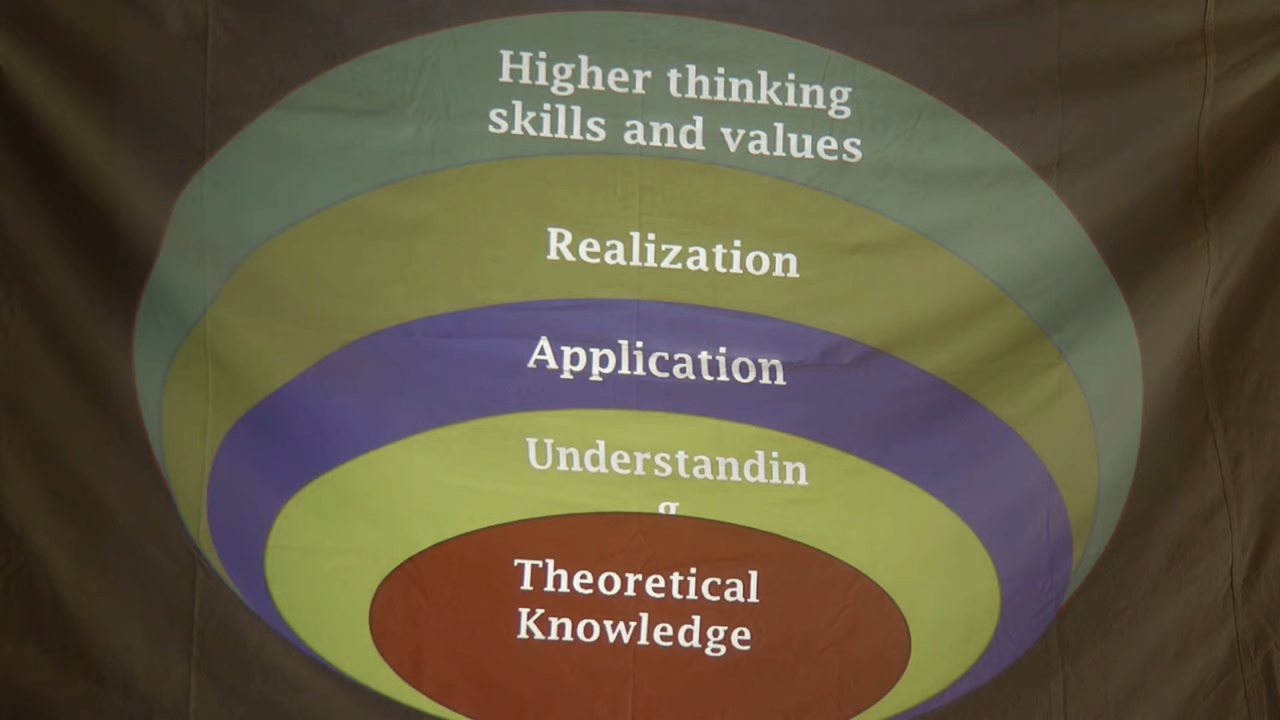 Higher thinking
skills and values
Realization
Application
Understandin
g
Theoretical
Knowledge